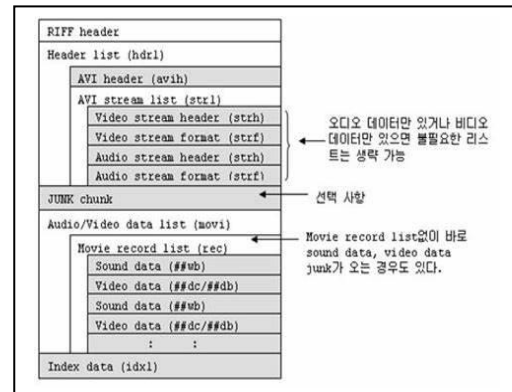 RIFF header
Header list (hdrl)
AVI header (avih)
AVI stream list (strl)
Video stream header (strh)
Video stream format (strf)
Audio stream header (strh)
Audio stream format (strf)
오디오 데이터만 있거나 비디오
데이터만 있으면 불필요한 리스
트는 생략 가능
JUNK chunk
선택 사항
Audio/Video data list (movi)
Movie record list (rec)
Movie record list없이 바로
sound data, video data
junk가 오는 경우도 있다.
Sound data (##wb)
Video data (##dc/##db)
Sound data (##wb)
Video data (##dc/##db)
: :
Index data (idx1)